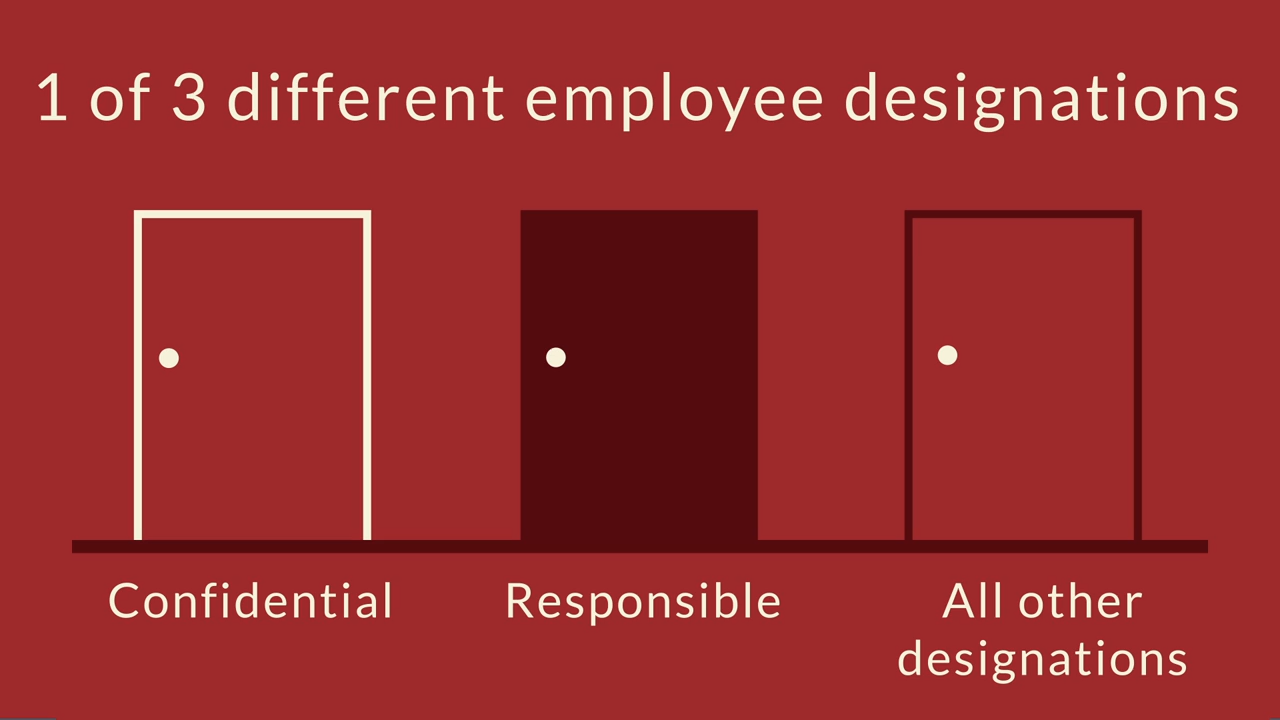 1 of 3 different employee designations
Confidential
Responsible
All other
designations